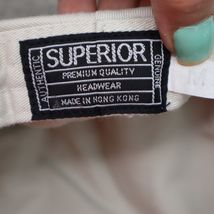 SUPERIOR
PREMIUM QUALITY
HEADWEAR
MADE IN HONG KONG
AUTHENTIC
GENUINE